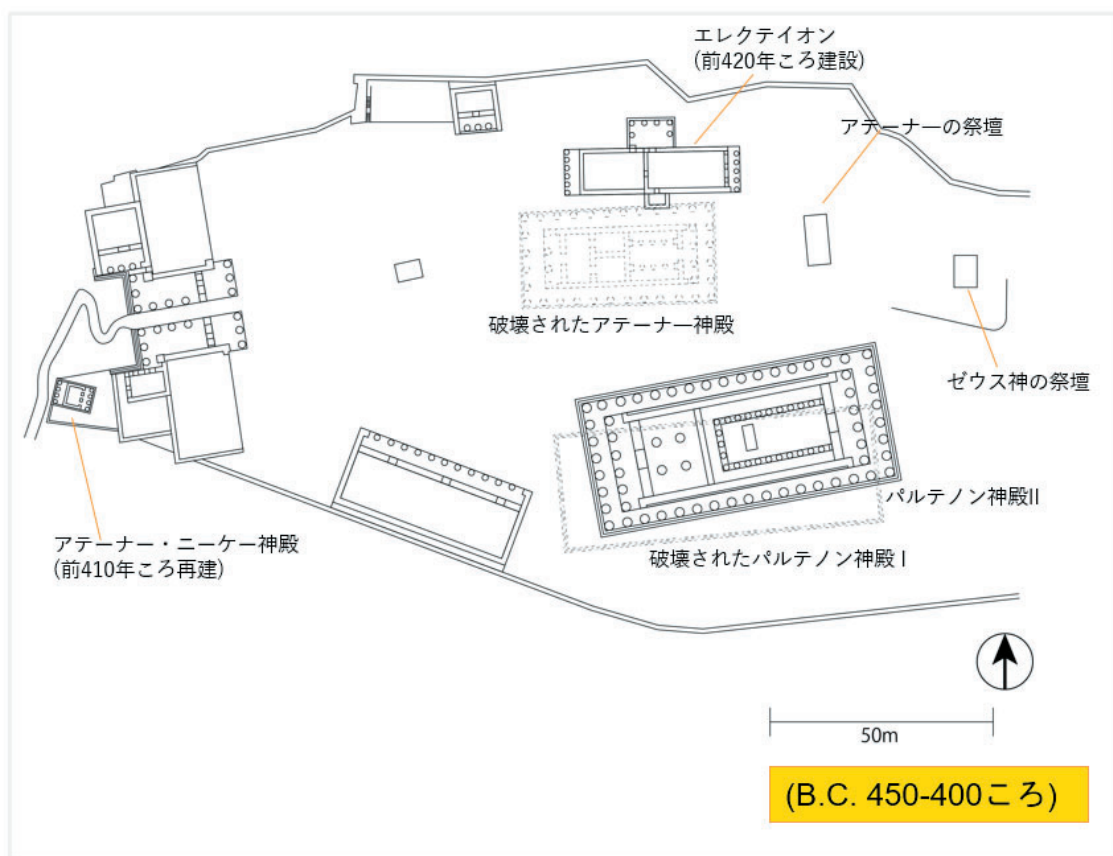 エレクテイオン
(前420年ころ建設)
アテーナーの祭壇
破壊されたアテーナー神殿
ゼウス神の祭壇
パルテノン神殿II
破壊されたパルテノン神殿 I
アテーナー・ニーケー神殿
(前410年ころ再建)
50m
(B.C. 450-400ころ)